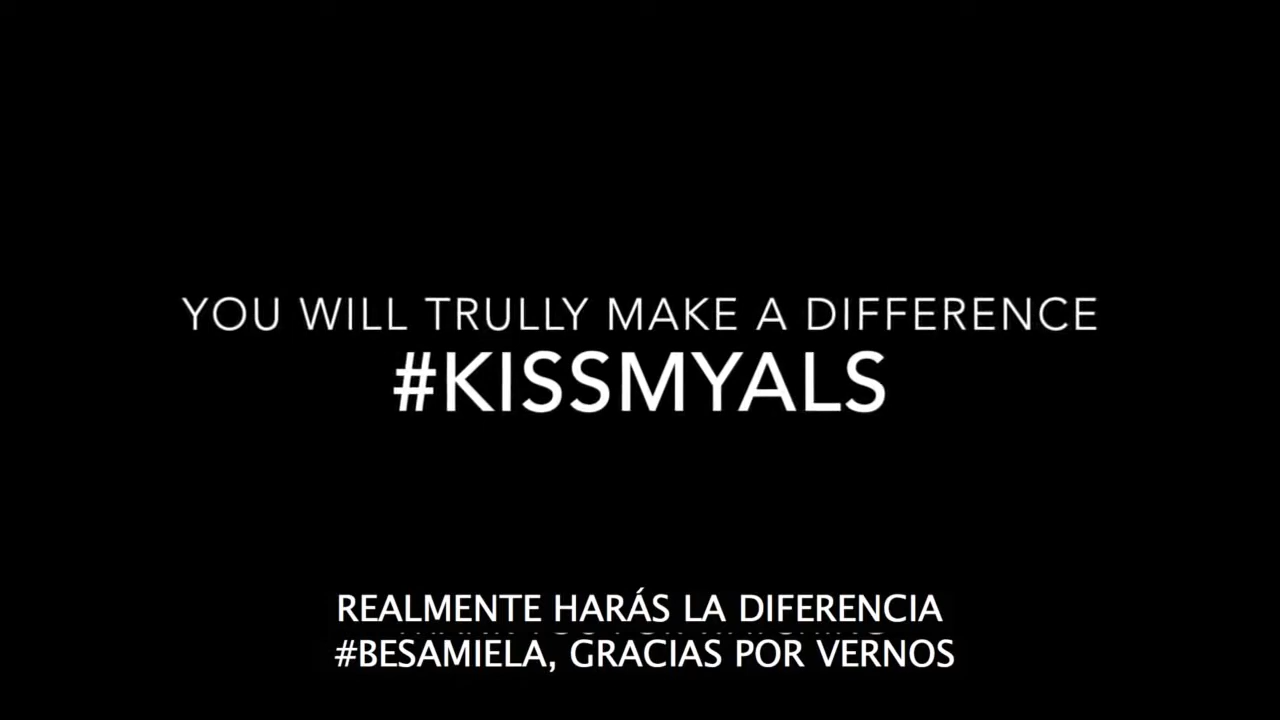 YOU WILL TRULLY MAKE A DIFFERENCE
#KISSMYALS
REALMENTE HARÁS LA DIFERENCIA
#BESAMIELA, GRACIAS POR VERNOS